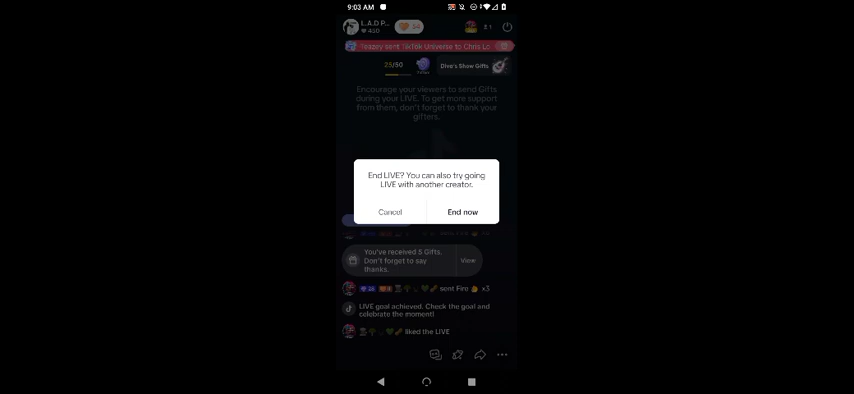 9:03 AM
L.A.D P...
54
1
450
Teazey sent TikTok Universe to Chris Lo
25/50
Dive's Show Gifts
Encourage your viewers to send Gifts
during your LIVE. To get more support
from them, don't forget to thank your
gifters.
End LIVE? You can also try going
LIVE with another creator.
Cancel
End now
You've received 5 Gifts.
Don't forget to say
thanks.
View
sent Fire x3
LIVE goal achieved. Check the goal and
celebrate the moment!
liked the LIVE